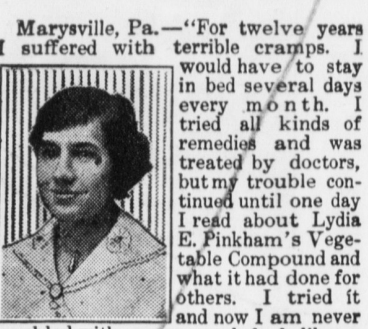 Marysville, Pa.—"For twelve years
I suffered with terrible cramps. I
would have to stay
in bed several days
every month. I
tried all kinds of
remedies and was
treated by doctors,
but my trouble con-
tinued until one day
I read about Lydia
E. Pinkham's Vege-
table Compound and
what it had done for
others. I tried it
and now I am never